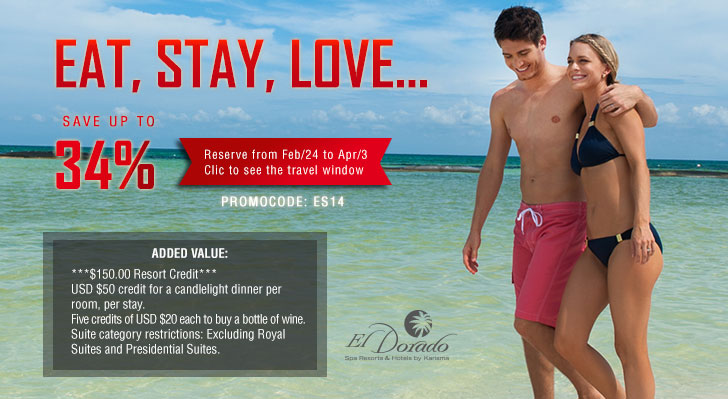 EAT, STAY, LOVE...
SAVE UP TO
34%
Reserve from Feb/24 to Apr/3
Clic to see the travel window
PROMOCODE: ES14
ADDED VALUE:
***$150.00 Resort Credit***
USD $50 credit for a candlelight dinner per
room, per stay.
Five credits of USD $20 each to buy a bottle of wine.
Suite category restrictions: Excluding Royal
Suites and Presidential Suites.
El Dorado
Spa Resorts & Hotels by Karisma